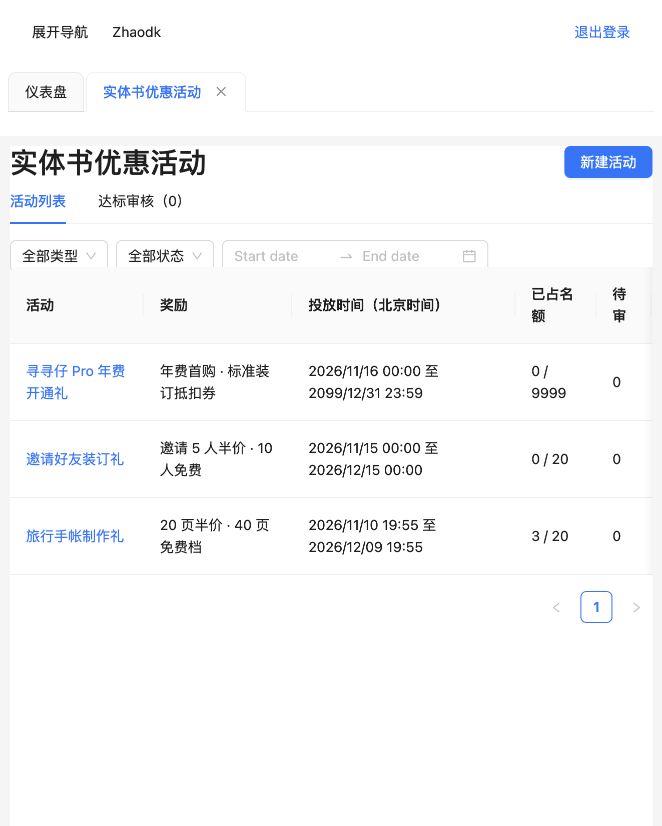 展开导航 Zhaodk 退出登录
仪表盘 实体书优惠活动
实体书优惠活动 新建活动
活动列表 达标审核（0）
全部类型 全部状态 Start date End date
活动 奖励 投放时间（北京时间） 已占名额 待审
寻寻仔 Pro 年费 年费首购 · 标准装 2026/11/16 00:00 至 0 /
开通礼 订抵扣券 2099/12/31 23:59 9999 0
邀请好友装订礼 邀请 5 人半价 · 10 2026/11/15 00:00 至 0 / 20 0
人免费 2026/12/15 00:00
旅行手帐制作礼 20 页半价 · 40 页 2026/11/10 19:55 至 3 / 20 0
免费档 2026/12/09 19:55
1